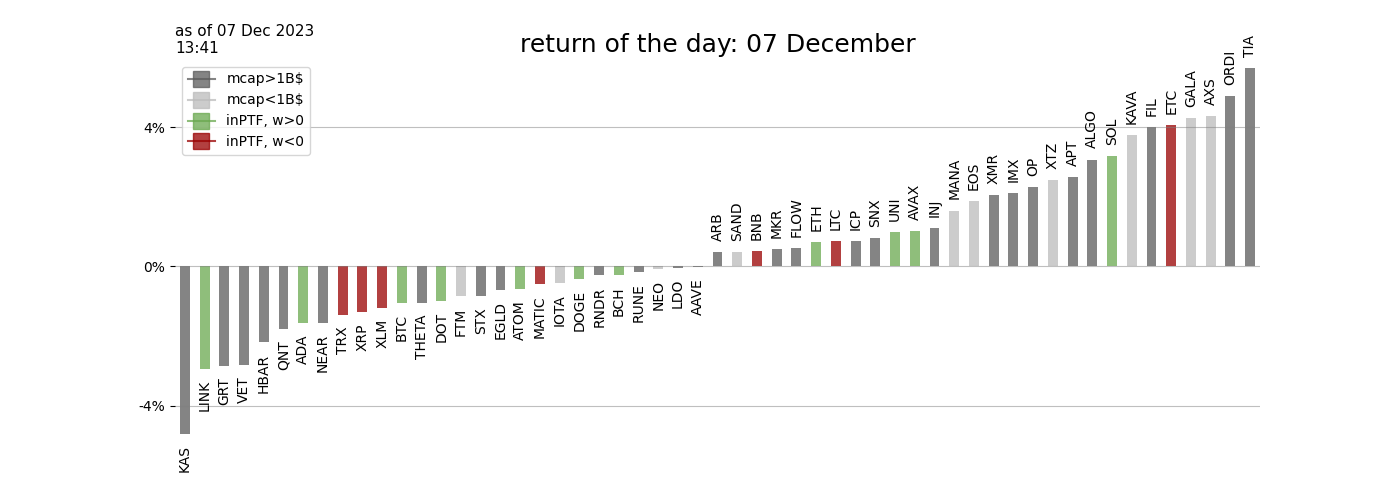 as of 07 Dec 2023
13:41
return of the day: 07 December
mcap>1B$
mcap<1B$
inPTF, w>0
inPTF, w<0
4%
0%
-4%
KAS
LINK
GRT
VET
HBAR
QNT
ADA
NEAR
TRX
XRP
XLM
BTC
THETA
DOT
FTM
STX
EGLD
ATOM
MATIC
IOTA
DOGE
RNDR
BCH
RUNE
NEO
LDO
AAVE
ARB
SAND
BNB
MKR
FLOW
ETH
LTC
ICP
SNX
UNI
AVAX
INJ
MANA
EOS
XMR
IMX
OP
XTZ
APT
ALGO
SOL
KAVA
FIL
ETC
GALA
AXS
ORDI
TIA